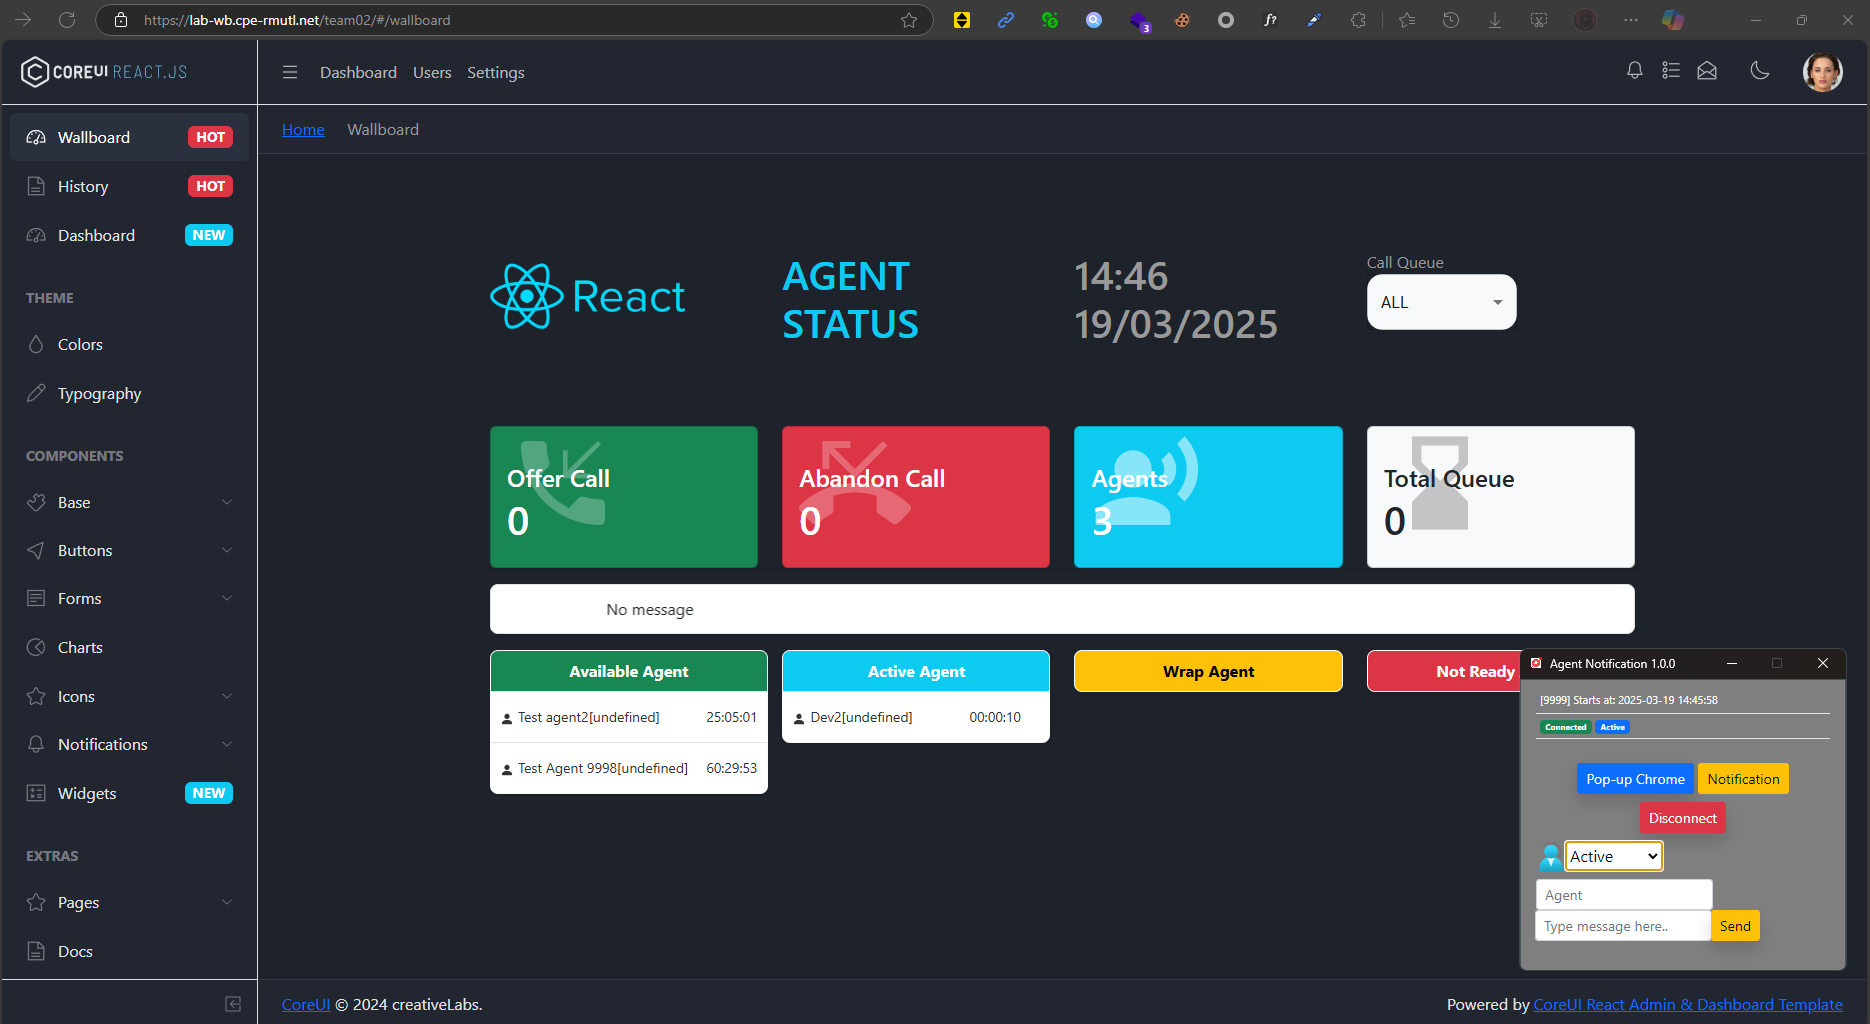 https://lab-wb.cpe-rmutl.net/team02/#/wallboard
3
f?
COREUI REACT.JS
Dashboard
Users
Settings
Home
Wallboard
Wallboard
HOT
History
HOT
Dashboard
NEW
THEME
Colors
Typography
COMPONENTS
Base
Buttons
Forms
Charts
Icons
Notifications
Widgets
NEW
EXTRAS
Pages
Docs
React
AGENT
STATUS
14:46
19/03/2025
Call Queue
ALL
Offer Call
0
Abandon Call
0
Agents
3
Total Queue
0
No message
Available Agent
Test agent2[undefined]
25:05:01
Test Agent 9998[undefined]
60:29:53
Active Agent
Dev2[undefined]
00:00:10
Wrap Agent
Not Ready
Agent Notification 1.0.0
[9999] Starts at: 2025-03-19 14:45:58
Connected
Active
Pop-up Chrome
Notification
Disconnect
Active
Agent
Type message here..
Send
CoreUI © 2024 creativeLabs.
Powered by CoreUI React Admin & Dashboard Template